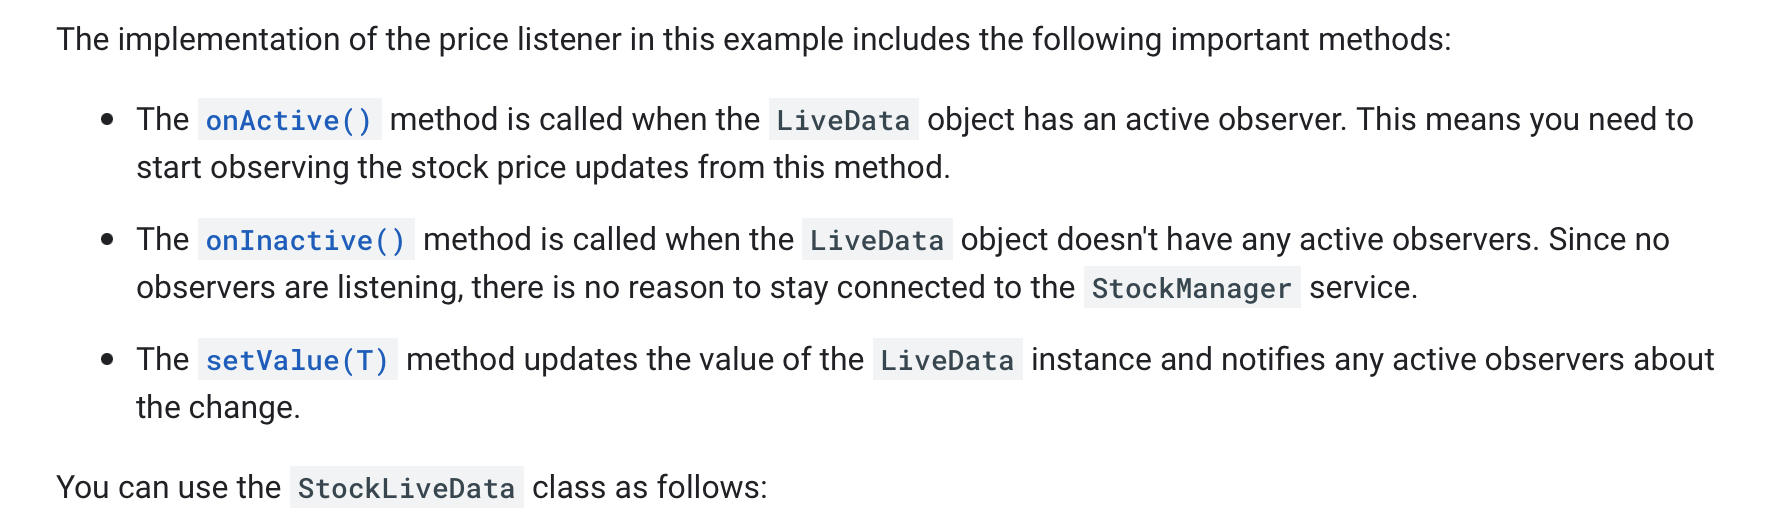 The implementation of the price listener in this example includes the following important methods:
• The onActive() method is called when the LiveData object has an active observer. This means you need to
start observing the stock price updates from this method.
• The onInactive() method is called when the LiveData object doesn't have any active observers. Since no
observers are listening, there is no reason to stay connected to the StockManager service.
• The setValue(T) method updates the value of the LiveData instance and notifies any active observers about
the change.
You can use the StockLiveData class as follows: